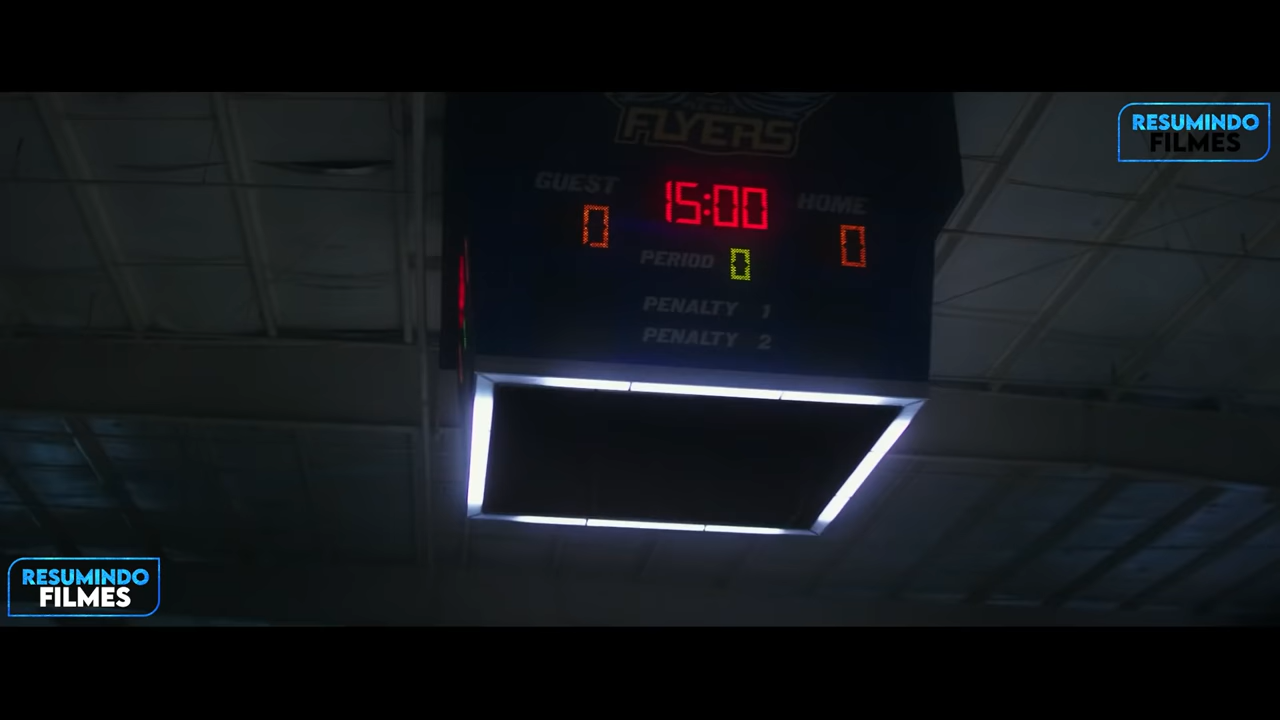 RESUMINDO
FILMES
FLYERS
GUEST 15:00 HOME
0 0
PERIOD 0
PENALTY 1
PENALTY 2
RESUMINDO
FILMES